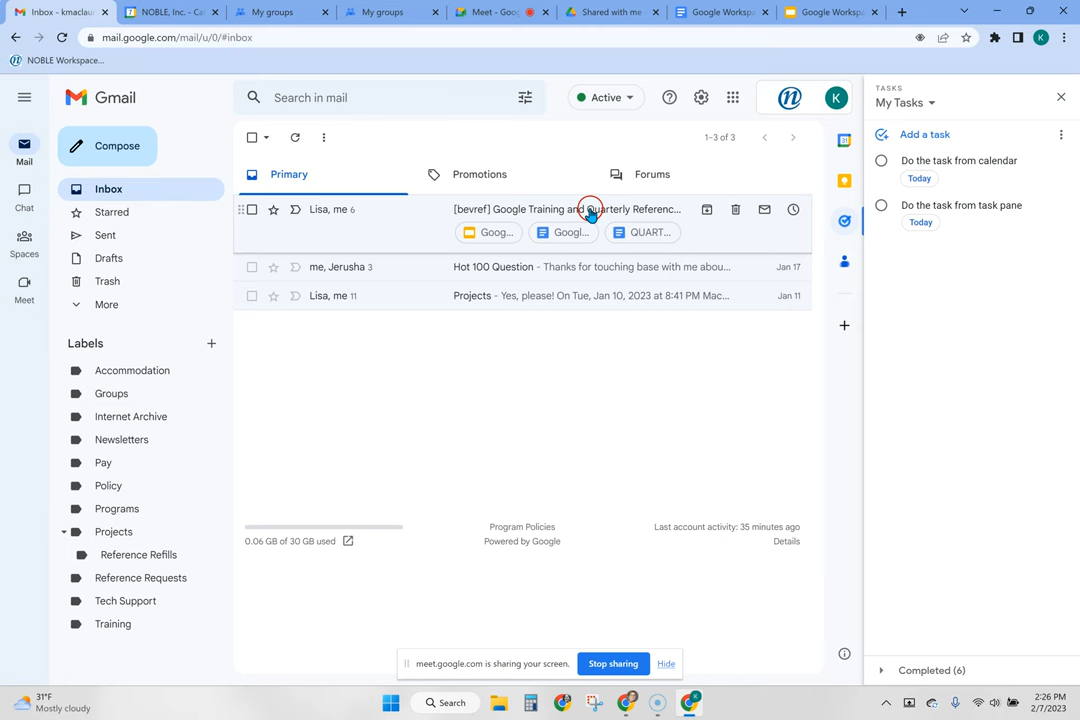 Inbox - kmaclau
NOBLE, Inc. - Ca
My groups
My groups
Meet - Goo
Shared with me
Google Worksp
Google Worksp
mail.google.com/mail/u/0/#inbox
K
n NOBLE Workspace...
Gmail
Search in mail
Active
n
K
TASKS
My Tasks
Mail
Compose
1–3 of 3
31
Add a task
Chat
Inbox
Primary
Promotions
Forums
Do the task from calendar
Today
Starred
Lisa, me 6
[bevref] Google Training and Quarterly Referenc...
Do the task from task pane
Today
Spaces
Sent
Goog...
Googl...
QUART...
Drafts
me, Jerusha 3
Hot 100 Question - Thanks for touching base with me abou...
Jan 17
Meet
Trash
Lisa, me 11
Projects - Yes, please! On Tue, Jan 10, 2023 at 8:41 PM Mac...
Jan 11
More
Labels
Accommodation
Groups
Internet Archive
Newsletters
Pay
Policy
Programs
Projects
Reference Refills
Reference Requests
Tech Support
Training
0.06 GB of 30 GB used
Program Policies
Powered by Google
Last account activity: 35 minutes ago
Details
meet.google.com is sharing your screen.
Stop sharing
Hide
Completed (6)
31°F
Mostly cloudy
Search
K
2:26 PM
2/7/2023